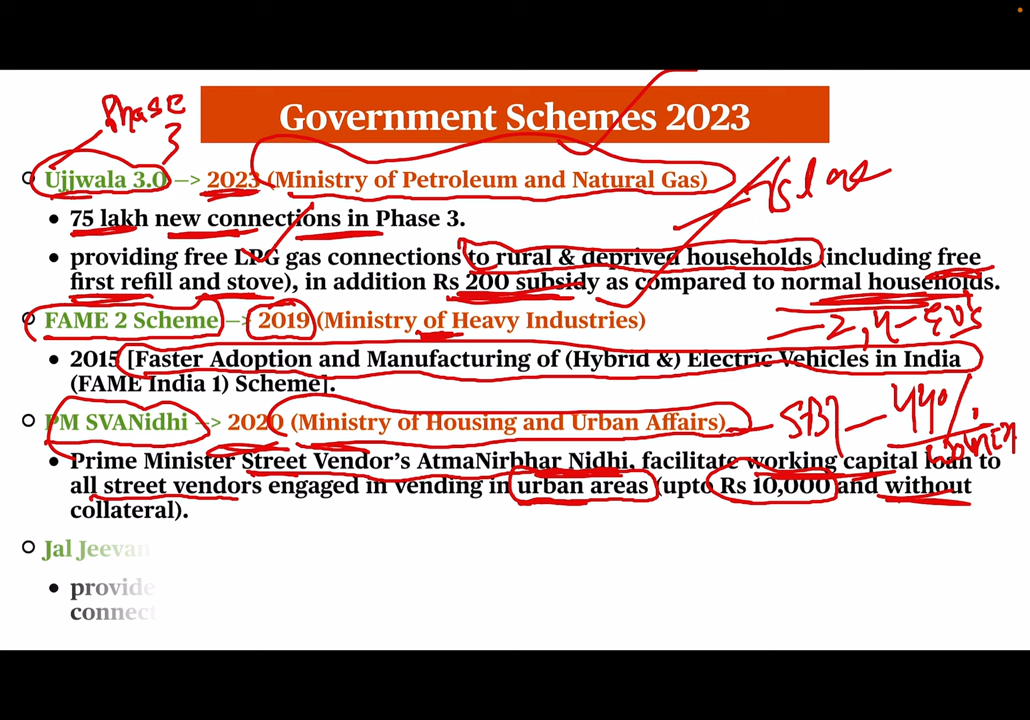 Government Schemes 2023
Phase
3
Ujjwala 3.0 —> 2023 (Ministry of Petroleum and Natural Gas)
• 75 lakh new connections in Phase 3.
• providing free LPG gas connections to rural & deprived households (including free
first refill and stove), in addition Rs 200 subsidy as compared to normal households.
FAME 2 Scheme —> 2019 (Ministry of Heavy Industries)
2, 4 - EV's
• 2015 [Faster Adoption and Manufacturing of (Hybrid &) Electric Vehicles in India
(FAME India 1) Scheme].
PM SVANidhi —> 2020 (Ministry of Housing and Urban Affairs)
SBI — 44%
women
• Prime Minister Street Vendor's AtmaNirbhar Nidhi, facilitate working capital loan to
all street vendors engaged in vending in urban areas (upto Rs 10,000 and without
collateral).
Jal Jeevan
• provide
connect